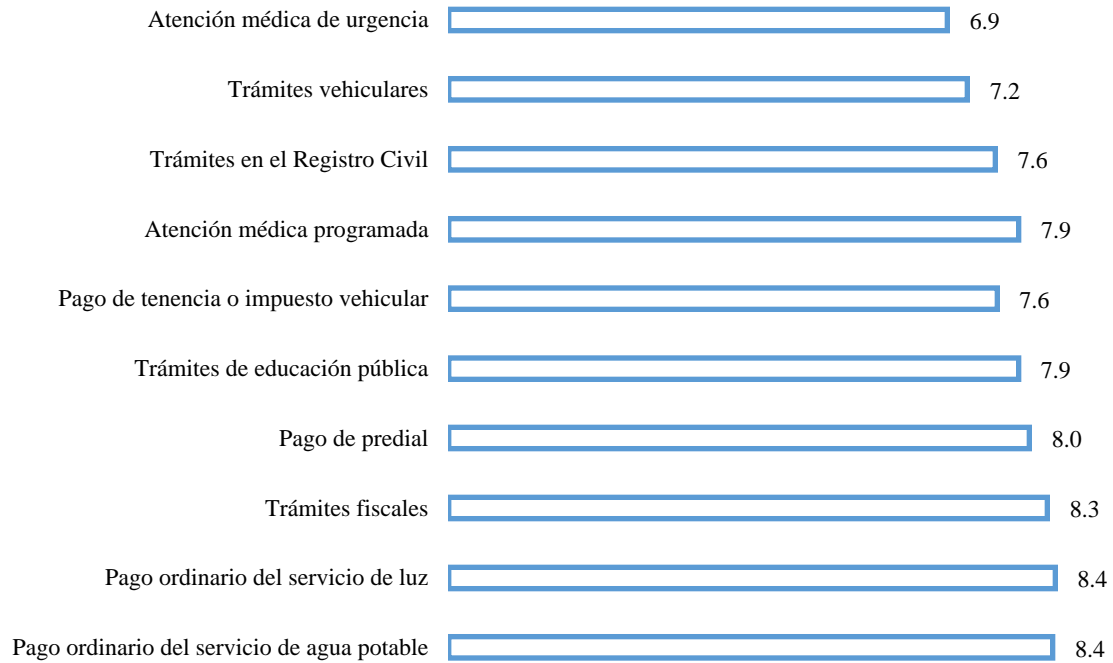 Atención médica de urgencia 6.9
Trámites vehiculares 7.2
Trámites en el Registro Civil 7.6
Atención médica programada 7.9
Pago de tenencia o impuesto vehicular 7.6
Trámites de educación pública 7.9
Pago de predial 8.0
Trámites fiscales 8.3
Pago ordinario del servicio de luz 8.4
Pago ordinario del servicio de agua potable 8.4